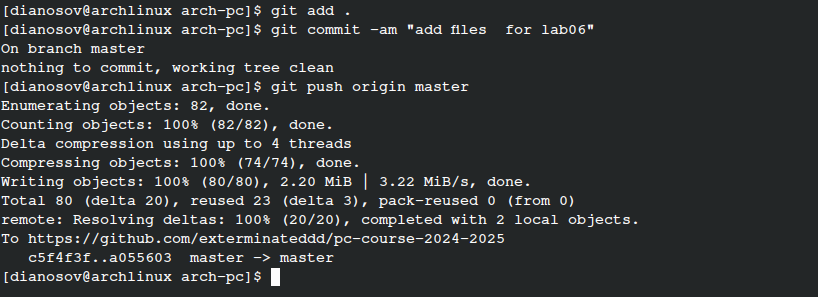 [dianosov@archlinux arch-pc]$ git add .
[dianosov@archlinux arch-pc]$ git commit -am "add files  for lab06"
On branch master
nothing to commit, working tree clean
[dianosov@archlinux arch-pc]$ git push origin master
Enumerating objects: 82, done.
Counting objects: 100% (82/82), done.
Delta compression using up to 4 threads
Compressing objects: 100% (74/74), done.
Writing objects: 100% (80/80), 2.20 MiB | 3.22 MiB/s, done.
Total 80 (delta 20), reused 23 (delta 3), pack-reused 0 (from 0)
remote: Resolving deltas: 100% (20/20), completed with 2 local objects.
To https://github.com/exterminateddd/pc-course-2024-2025
   c5f4f3f..a055603  master -> master
[dianosov@archlinux arch-pc]$